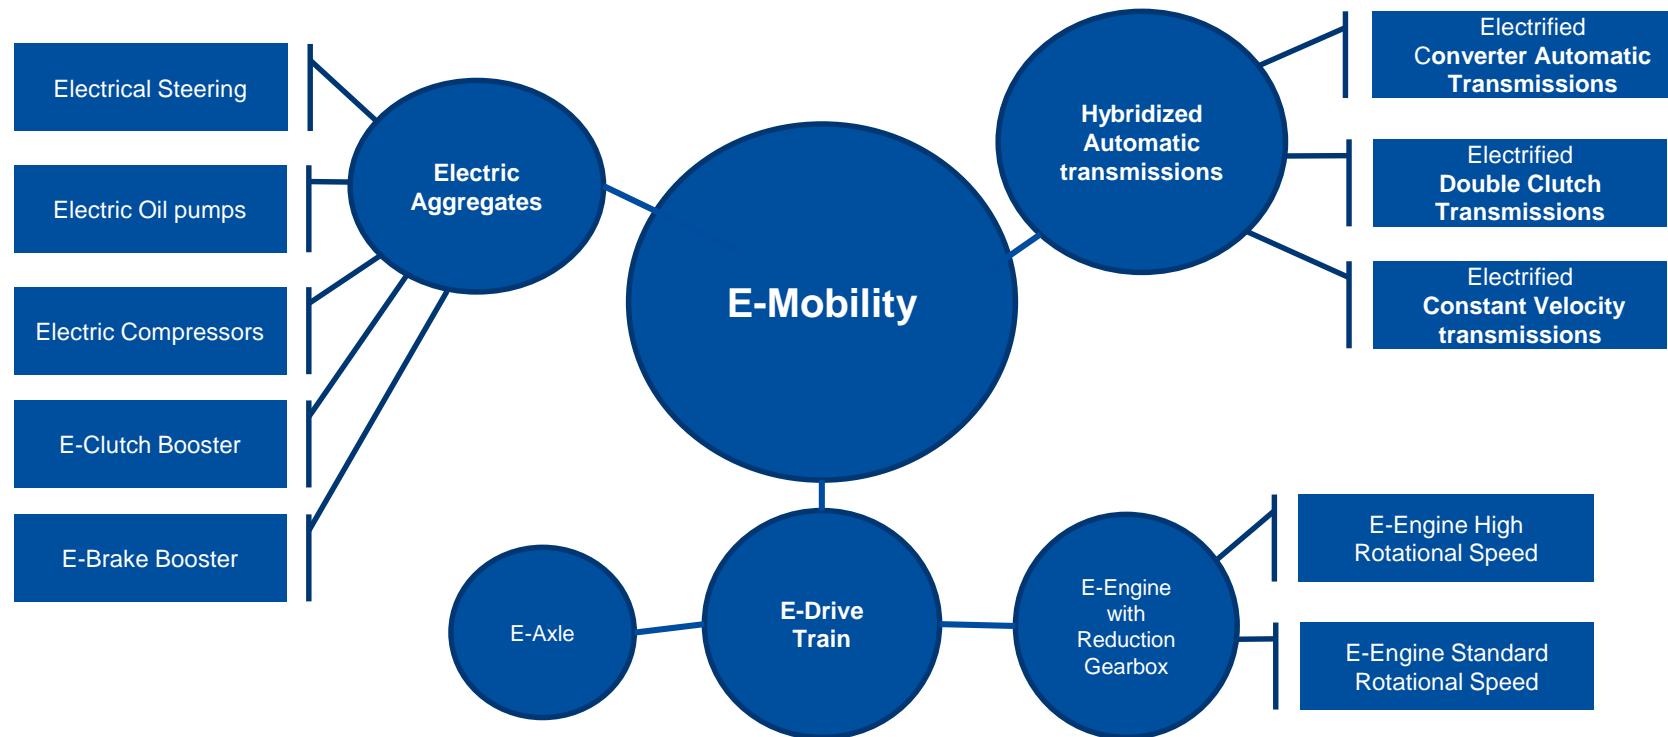 Electrical Steering
Electric Oil pumps
Electric Compressors
E-Clutch Booster
E-Brake Booster
Electric
Aggregates
E-Mobility
Hybridized
Automatic
transmissions
Electrified
Converter Automatic
Transmissions
Electrified
Double Clutch
Transmissions
Electrified
Constant Velocity
transmissions
E-Axle
E-Drive
Train
E-Engine
with
Reduction
Gearbox
E-Engine High
Rotational Speed
E-Engine Standard
Rotational Speed